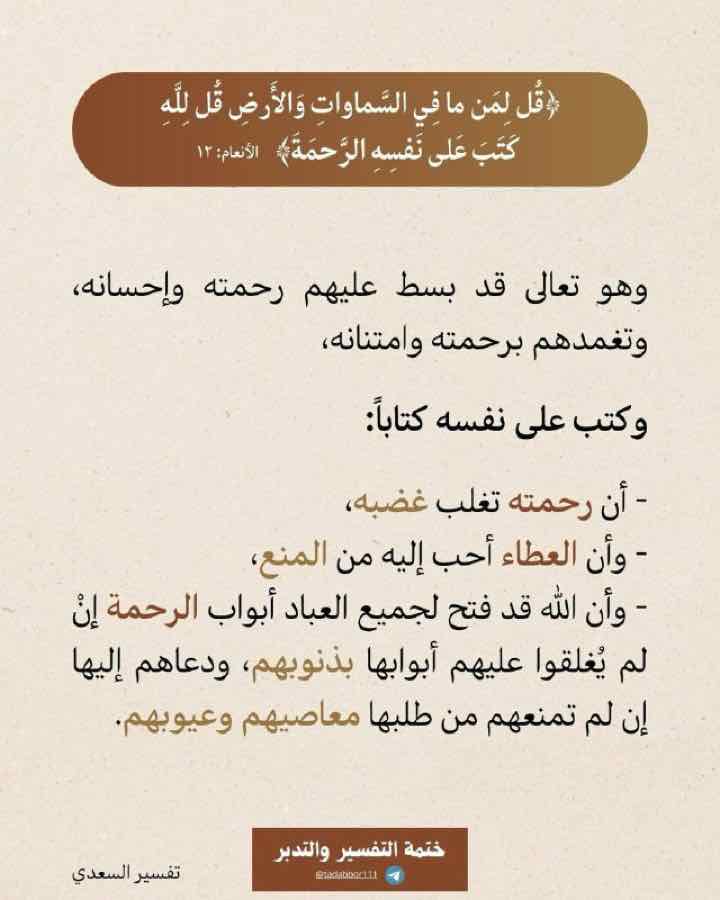 ﴿قُل لِمَن ما فِي السَّماواتِ وَالأَرضِ قُل لِلَّهِ
كَتَبَ عَلى نَفسِهِ الرَّحمَةَ﴾ الأنعام: ١٢
وهو تعالى قد بسط عليهم رحمته وإحسانه،
وتغمدهم برحمته وامتنانه،
وكتب على نفسه كتاباً:
- أن رحمته تغلب غضبه،
- وأن العطاء أحب إليه من المنع،
- وأن الله قد فتح لجميع العباد أبواب الرحمة إنْ
لم يُغلقوا عليهم أبوابها بذنوبهم، ودعاهم إليها
إن لم تمنعهم من طلبها معاصيهم وعيوبهم.
ختمة التفسير والتدبر
@tadabbor111
تفسير السعدي